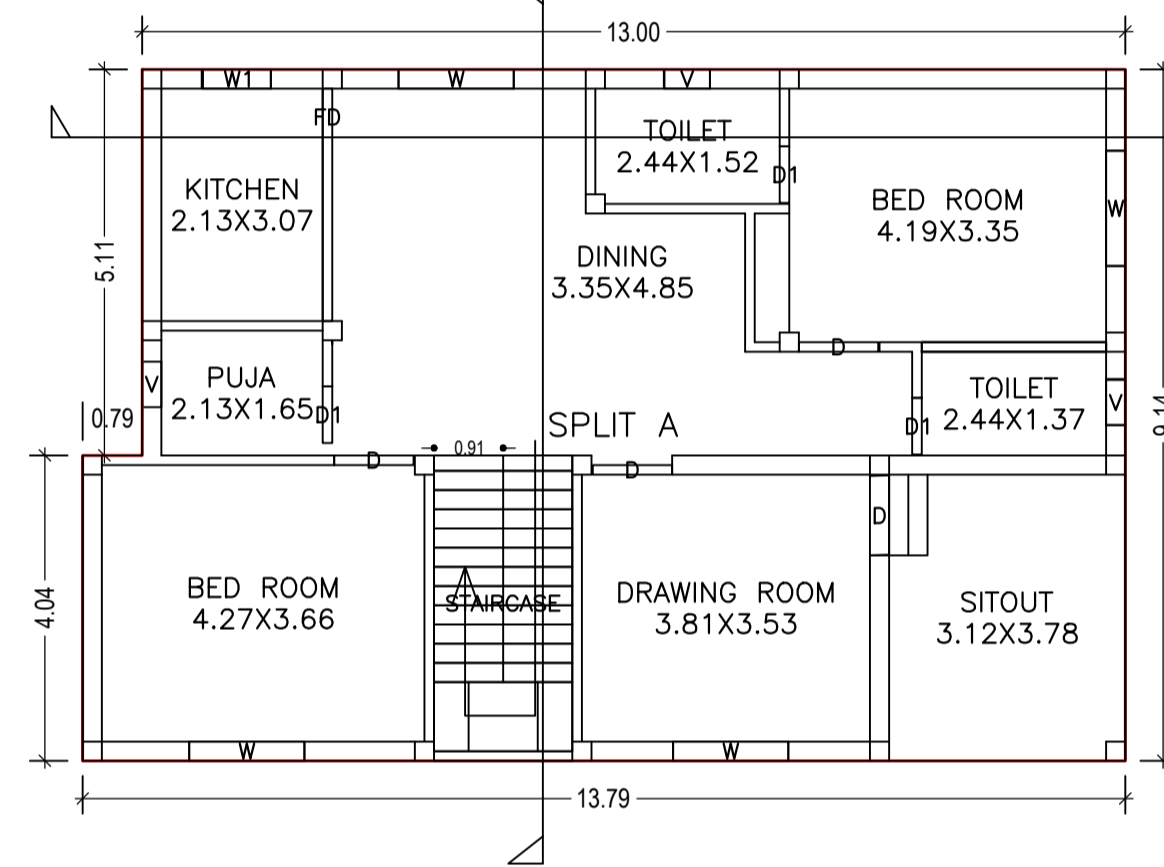 13.00
W1
W
V
FD
TOILET
2.44X1.52
D1
KITCHEN
2.13X3.07
BED ROOM
4.19X3.35
W
5.11
DINING
3.35X4.85
9.14
D
PUJA
2.13X1.65
V
D1
0.79
TOILET
2.44X1.37
V
D1
SPLIT A
0.91
D
D
D
BED ROOM
4.27X3.66
STAIRCASE
DRAWING ROOM
3.81X3.53
SITOUT
3.12X3.78
4.04
W
W
13.79